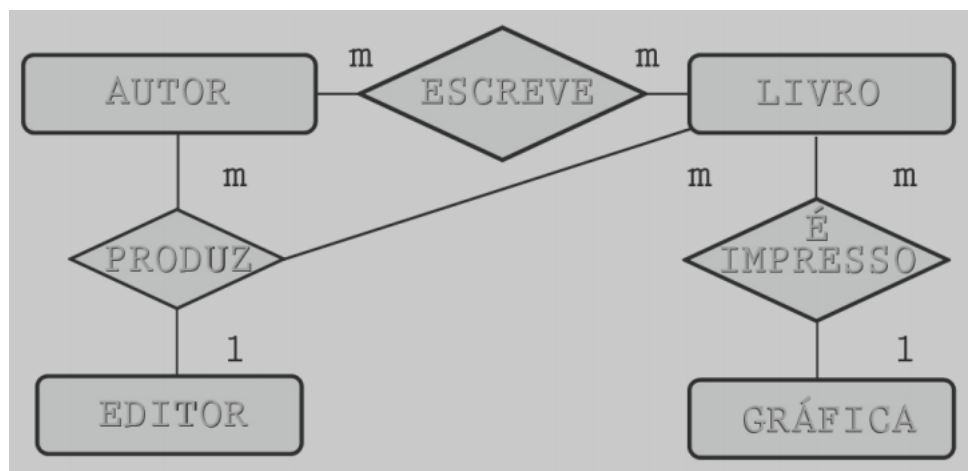 m
m
AUTOR
ESCREVE
LIVRO
m
m
m
PRODUZ
É
IMPRESSO
1
1
EDITOR
GRÁFICA